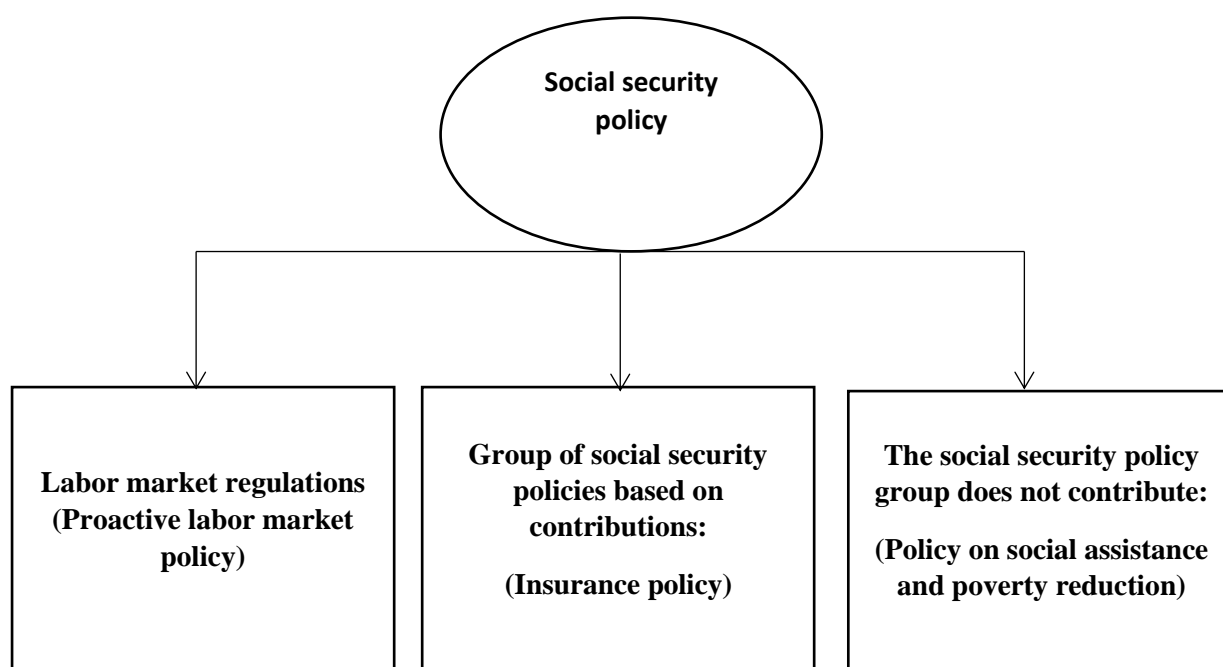 Social security
policy
Labor market regulations
(Proactive labor market
policy)
Group of social security
policies based on
contributions:
(Insurance policy)
The social security policy
group does not contribute:
(Policy on social assistance
and poverty reduction)